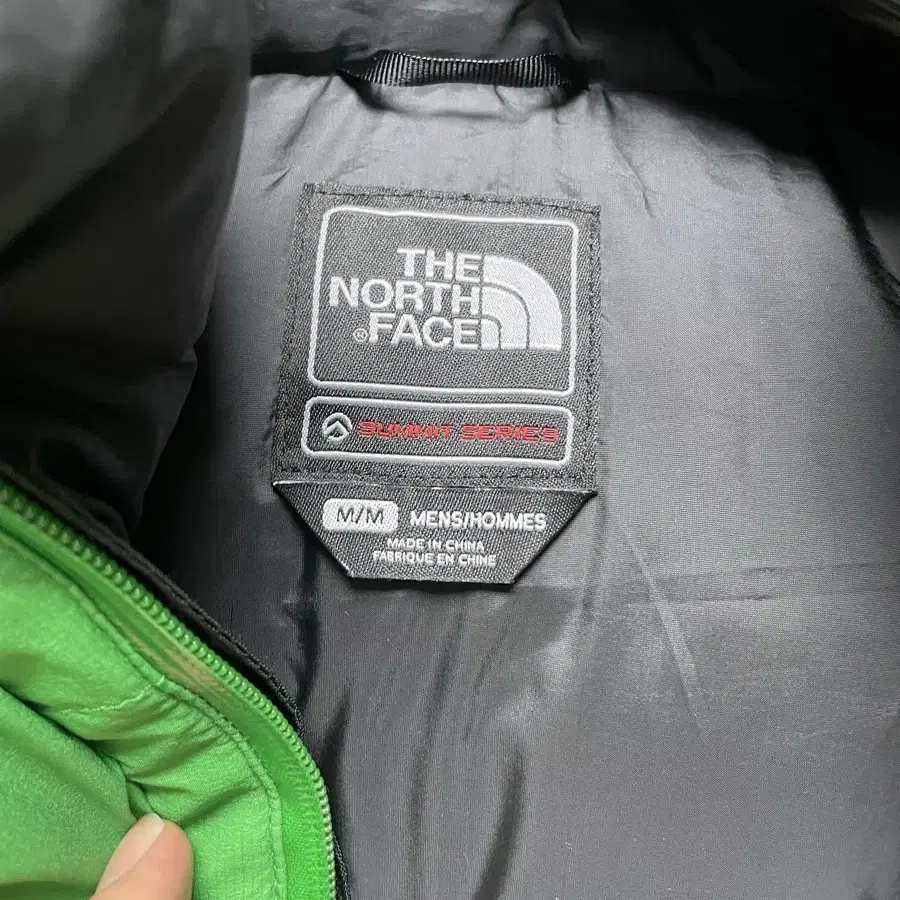 THE
NORTH
®FACE
SUMMIT SERIES
M/M MENS/HOMMES
MADE IN CHINA
FABRIQUE EN CHINE